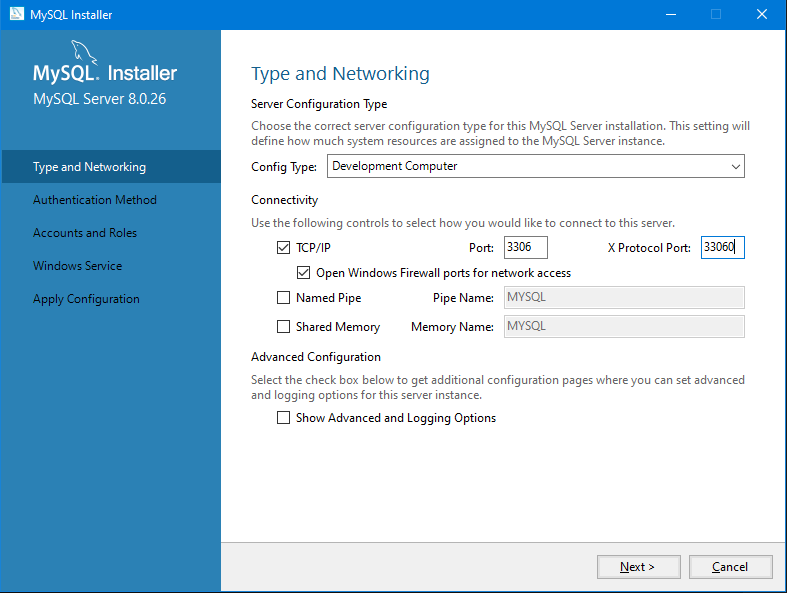 MySQL Installer
MySQL. Installer
MySQL Server 8.0.26
Type and Networking
Authentication Method
Accounts and Roles
Windows Service
Apply Configuration
Type and Networking
Server Configuration Type
Choose the correct server configuration type for this MySQL Server installation. This setting will
define how much system resources are assigned to the MySQL Server instance.
Config Type: Development Computer
Connectivity
Use the following controls to select how you would like to connect to this server.
TCP/IP Port: 3306 X Protocol Port: 33060
Open Windows Firewall ports for network access
Named Pipe Pipe Name: MYSQL
Shared Memory Memory Name: MYSQL
Advanced Configuration
Select the check box below to get additional configuration pages where you can set advanced
and logging options for this server instance.
Show Advanced and Logging Options
Next > Cancel